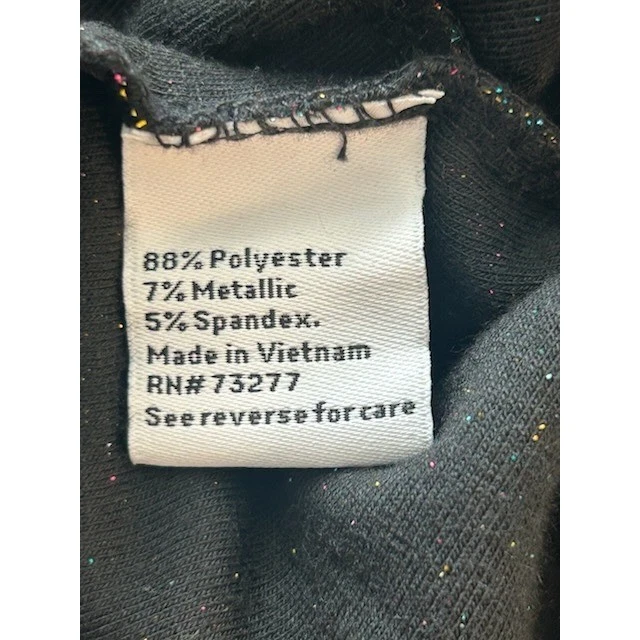 88% Polyester
7% Metallic
5% Spandex.
Made in Vietnam
RN# 73277
See reverse for care